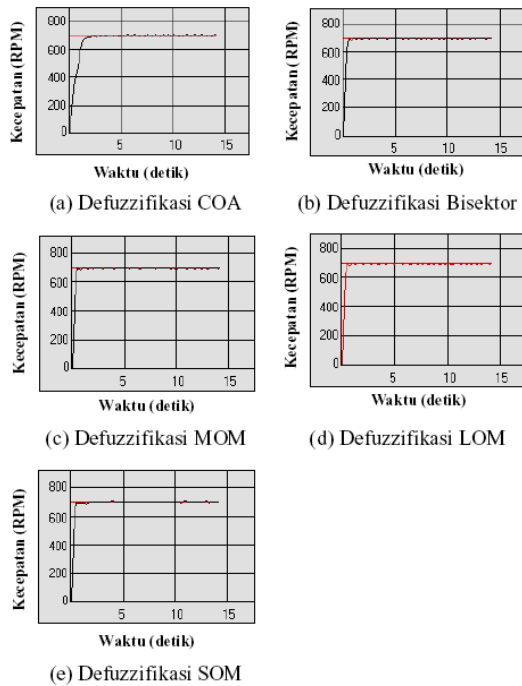 Kecepatan (RPM)
800
600
400
200
0
5
10
15
Waktu (detik)
(a) Defuzzifikasi COA
Kecepatan (RPM)
800
600
400
200
0
5
10
15
Waktu (detik)
(b) Defuzzifikasi Bisektor
Kecepatan (RPM)
800
600
400
200
0
5
10
15
Waktu (detik)
(c) Defuzzifikasi MOM
Kecepatan (RPM)
800
600
400
200
0
5
10
15
Waktu (detik)
(d) Defuzzifikasi LOM
Kecepatan (RPM)
800
600
400
200
0
5
10
15
Waktu (detik)
(e) Defuzzifikasi SOM